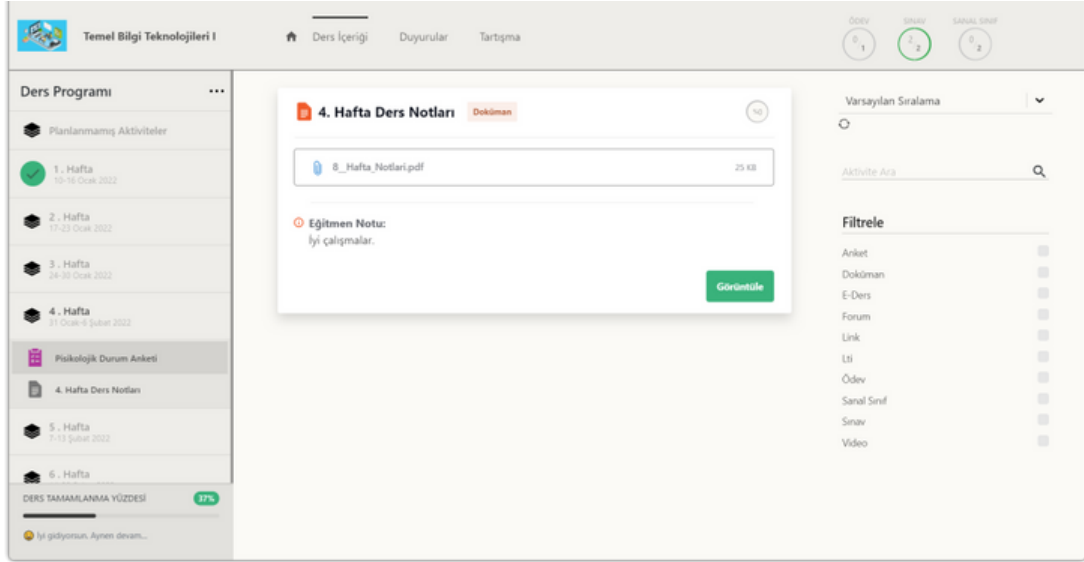 Temel Bilgi Teknolojileri I
Ders İçeriği
Duyurular
Tartışma
ÖDEV
SINAV
SANAL SINIF
0 1
2 2
0 2
Ders Programı
Planlanmamış Aktiviteler
1 . Hafta
10-16 Ocak 2022
2 . Hafta
17-23 Ocak 2022
3 . Hafta
24-30 Ocak 2022
4 . Hafta
31 Ocak-6 Şubat 2022
Pisikolojik Durum Anketi
4. Hafta Ders Notları
5 . Hafta
7-13 Şubat 2022
6 . Hafta
DERS TAMAMLANMA YÜZDESİ
37%
İyi gidiyorsun. Aynen devam...
4. Hafta Ders Notları
Doküman
%0
8__Hafta_Notlari.pdf
25 KB
Eğitmen Notu:
İyi çalışmalar.
Görüntüle
Varsayılan Sıralama
Aktivite Ara
Filtrele
Anket
Doküman
E-Ders
Forum
Link
Lti
Ödev
Sanal Sınıf
Sınav
Video